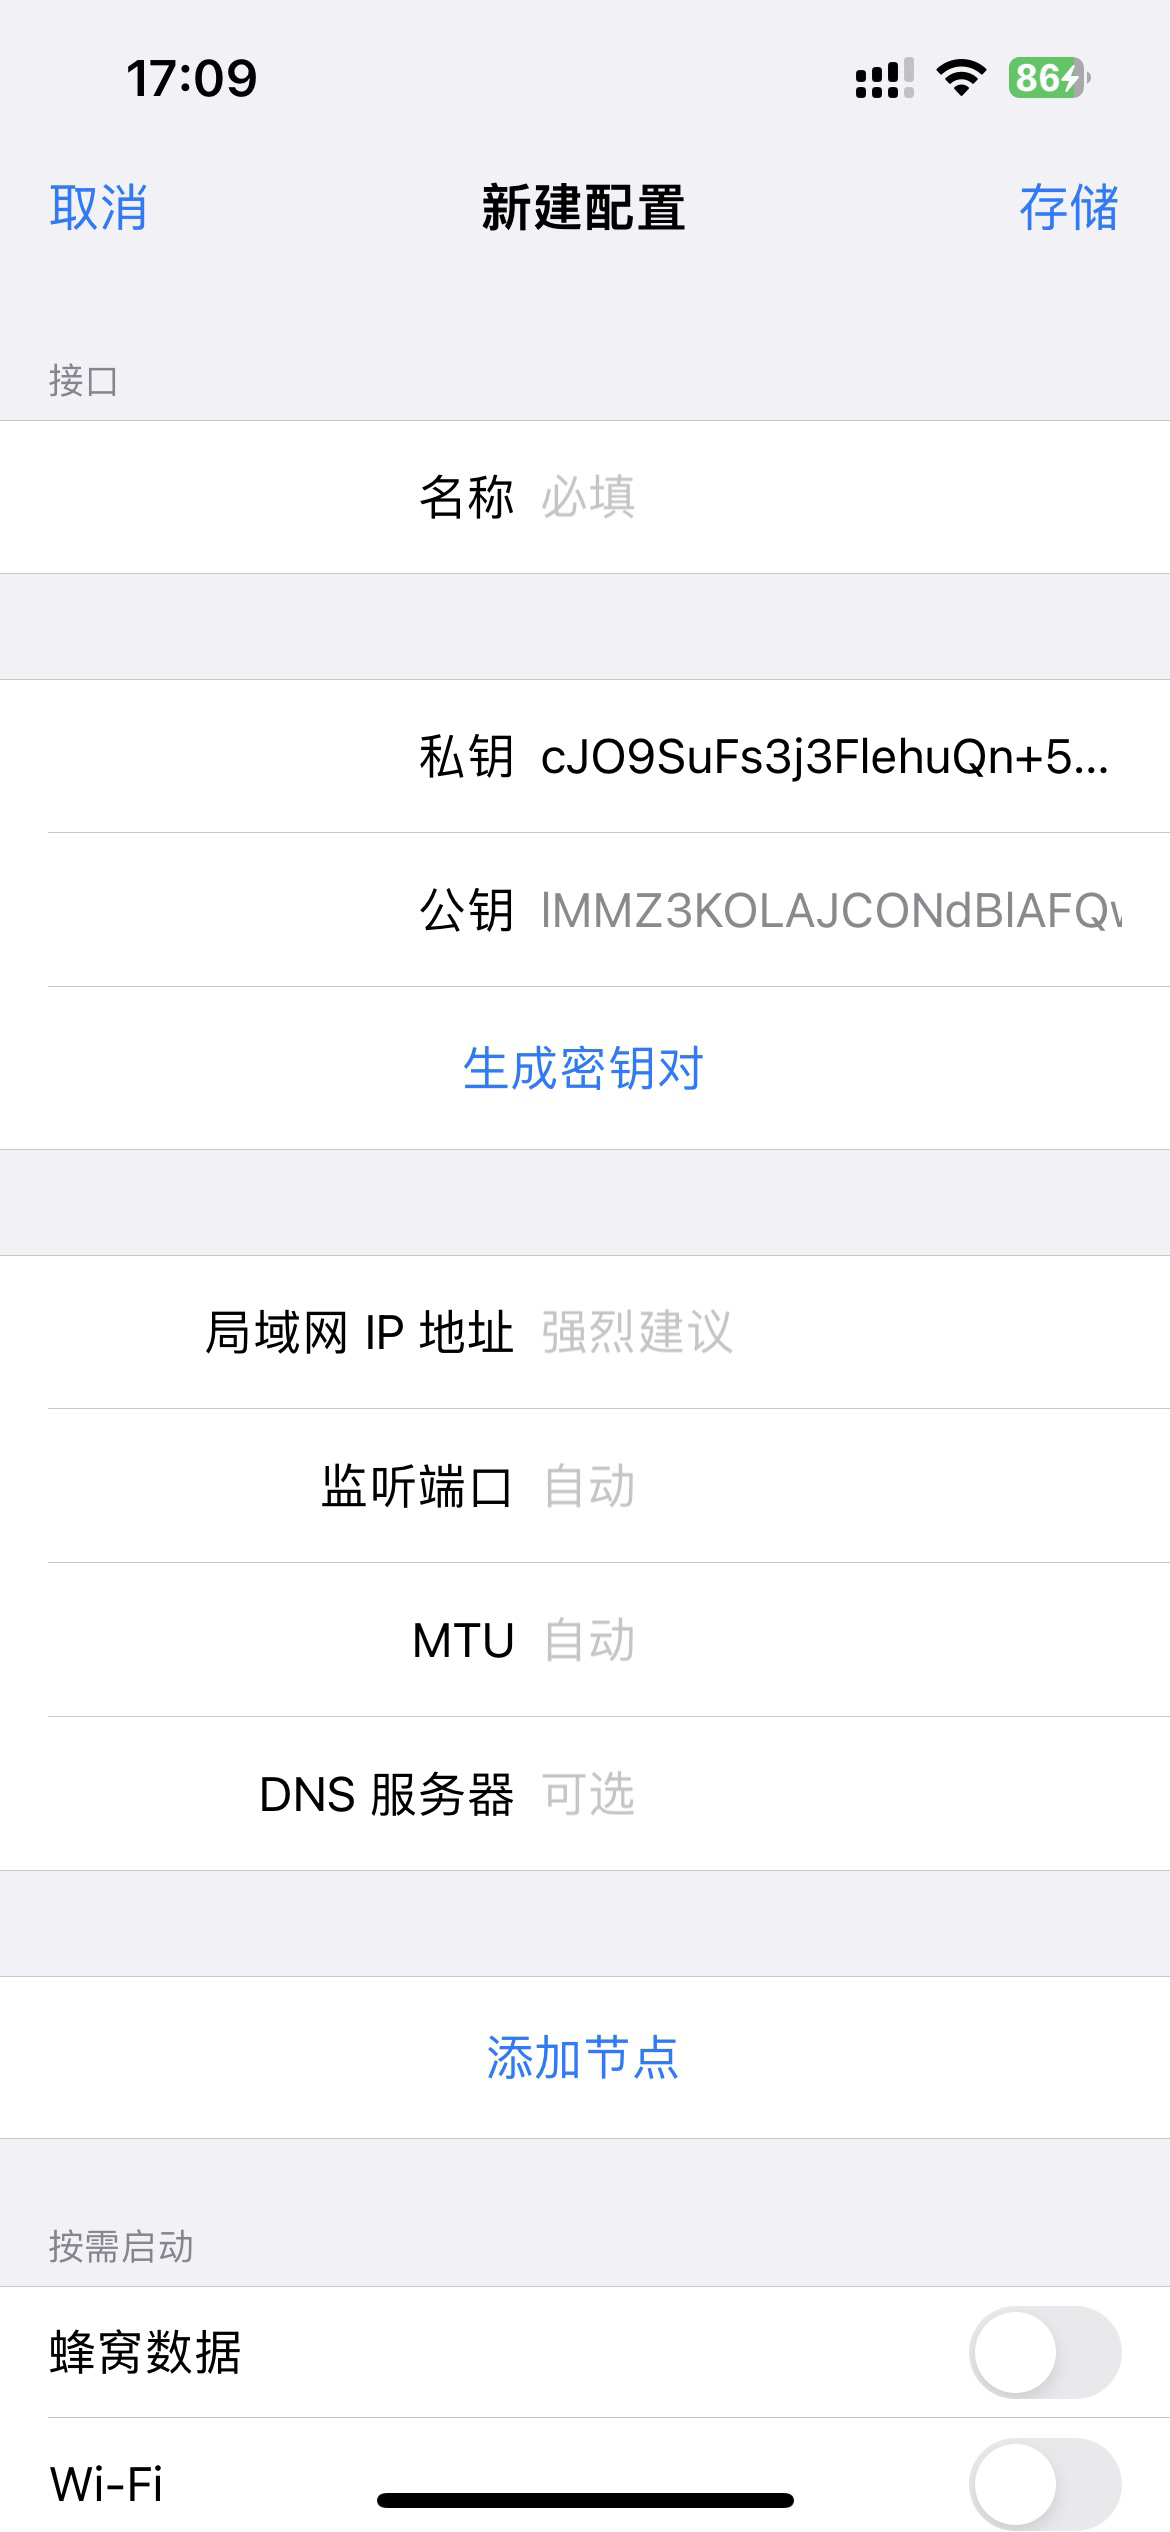 17:09
86
取消 新建配置 存储
接口
名称 必填
私钥 cJO9SuFs3j3FlehuQn+5...
公钥 lMMZ3KOLAJCONdBlAFQ
生成密钥对
局域网 IP 地址 强烈建议
监听端口 自动
MTU 自动
DNS 服务器 可选
添加节点
按需启动
蜂窝数据
Wi-Fi